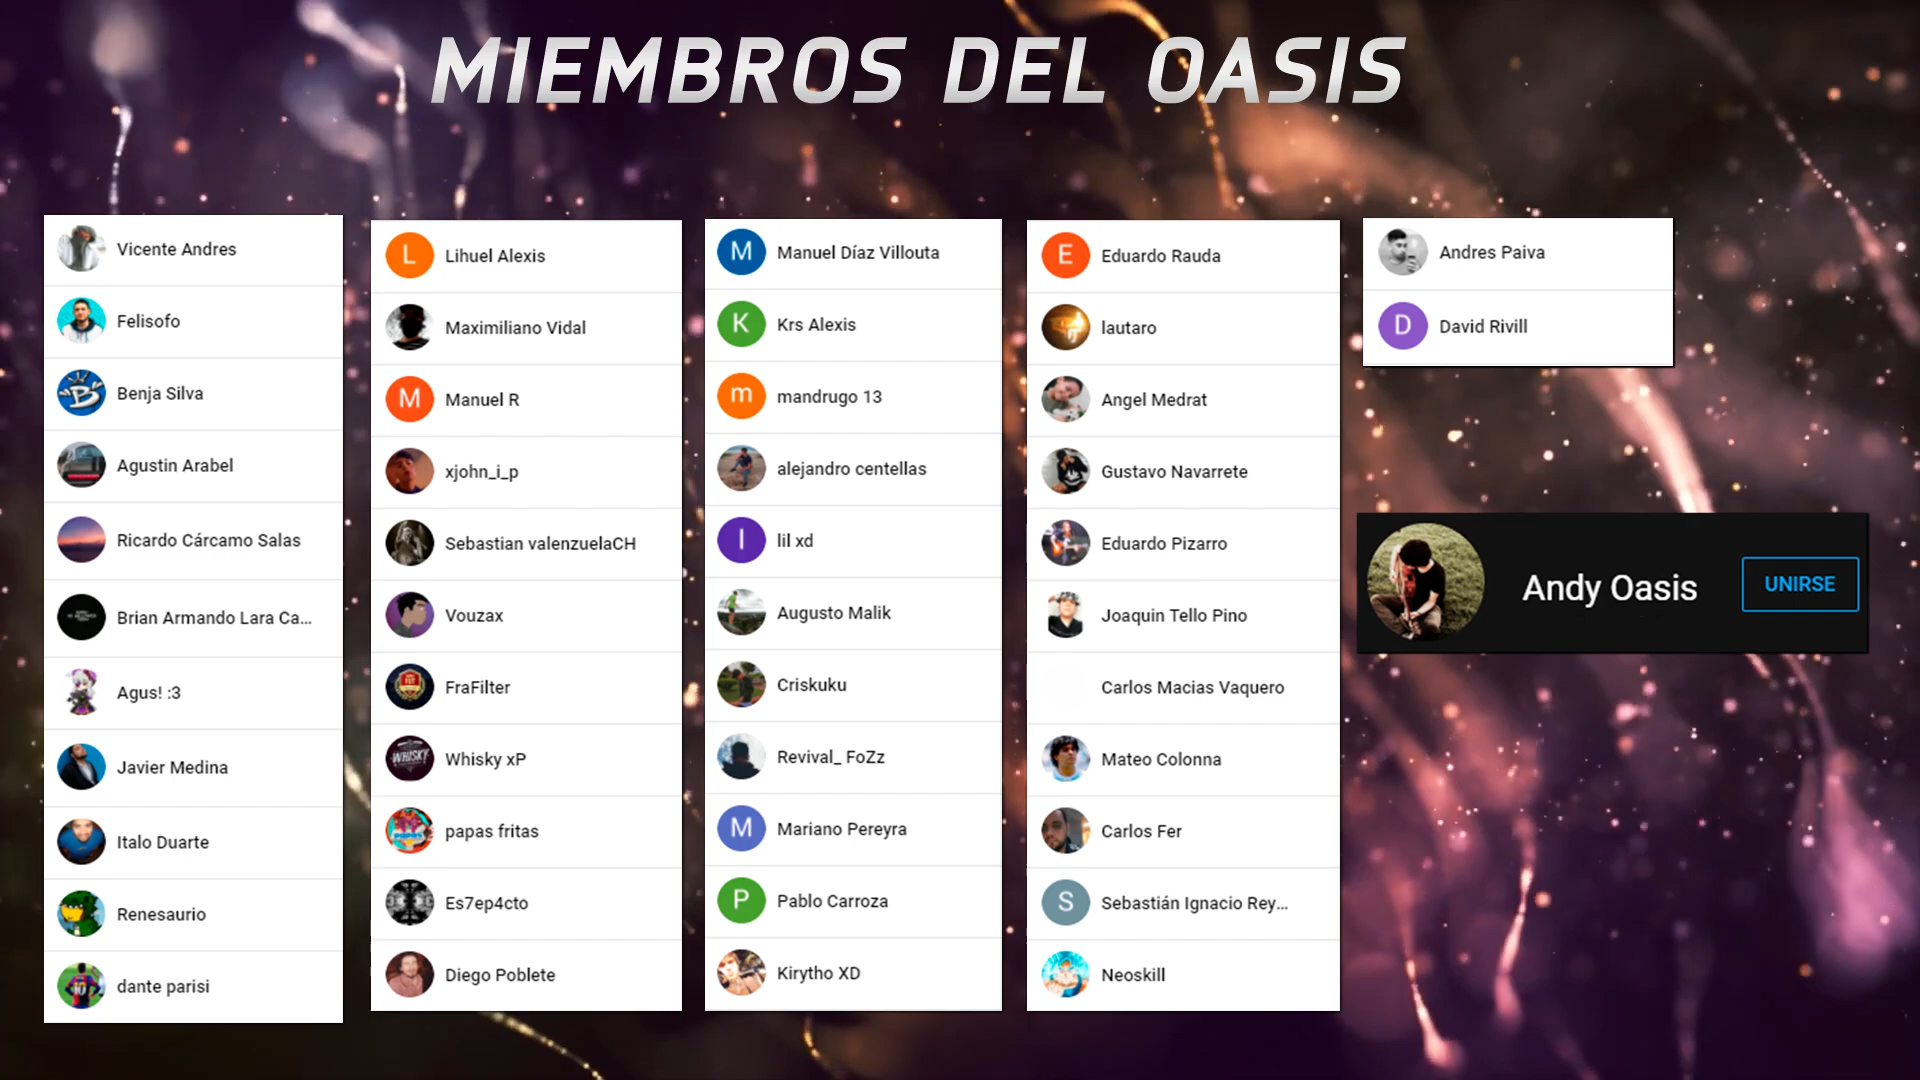 MIEMBROS DEL OASIS
Vicente Andres
Felisofo
Benja Silva
Agustin Arabel
Ricardo Cárcamo Salas
Brian Armando Lara Ca...
Agus! :3
Javier Medina
Italo Duarte
Renesaurio
dante parisi
L
Lihuel Alexis
Maximiliano Vidal
M
Manuel R
xjohn_i_p
Sebastian valenzuelaCH
Vouzax
FraFilter
WHISKY
Whisky xP
papas fritas
Es7ep4cto
Diego Poblete
M
Manuel Díaz Villouta
K
Krs Alexis
m
mandrugo 13
alejandro centellas
l
lil xd
Augusto Malik
Criskuku
Revival_ FoZz
M
Mariano Pereyra
P
Pablo Carroza
Kirytho XD
E
Eduardo Rauda
lautaro
Angel Medrat
Gustavo Navarrete
Eduardo Pizarro
Joaquin Tello Pino
Carlos Macias Vaquero
Mateo Colonna
Carlos Fer
S
Sebastián Ignacio Rey...
Neoskill
Andres Paiva
D
David Rivill
Andy Oasis
UNIRSE